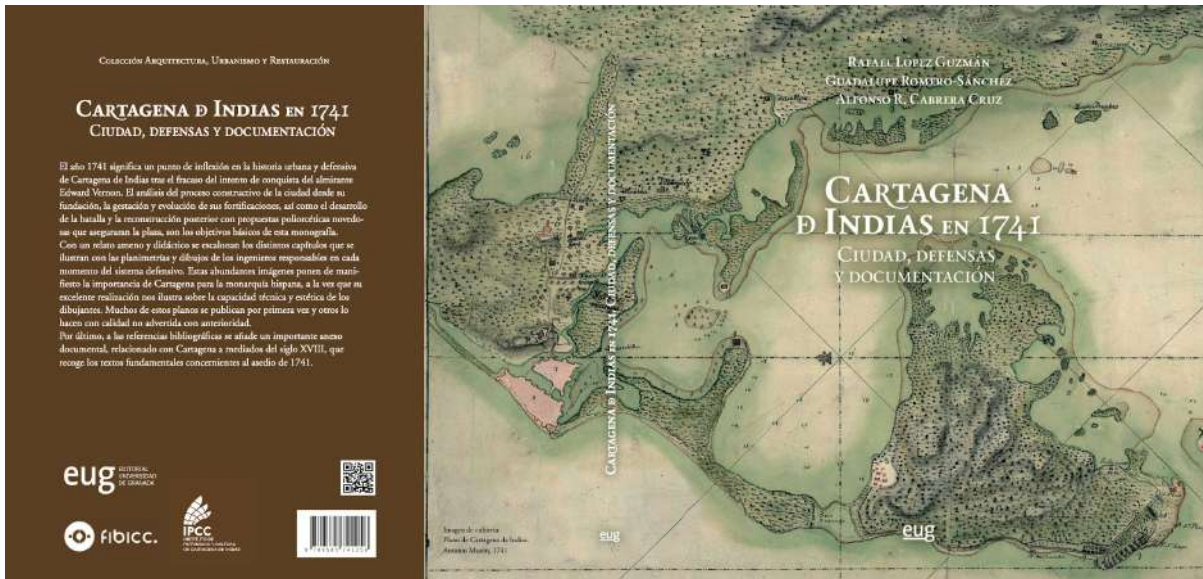 Colección Arquitectura, Urbanismo y Restauración
Cartagena D Indias en 1741
Ciudad, defensas y documentación
El año 1741 significa un punto de inflexión en la historia urbana y defensiva
de Cartagena de Indias tras el fracaso del intento de conquista del almirante
Edward Vernon. El análisis del proceso constructivo de la ciudad desde su
fundación, la gestación y evolución de sus fortificaciones, así como el desarrollo
de la batalla y la reconstrucción posterior con propuestas poliorcéticas novedo-
sas que aseguraran la plaza, son los objetivos básicos de esta monografía.
Con un relato ameno y didáctico se escalonan los distintos capítulos que se
ilustran con las planimetrías y dibujos de los ingenieros responsables en cada
momento del sistema defensivo. Estas abundantes imágenes ponen de mani-
fiesto la importancia de Cartagena para la monarquía hispana, a la vez que su
excelente realización nos ilustra sobre la capacidad técnica y estética de los
dibujantes. Muchos de estos planos se publican por primera vez y otros lo
hacen con calidad no advertida con anterioridad.
Por último, a las referencias bibliográficas se añade un importante anexo
documental, relacionado con Cartagena a mediados del siglo XVIII, que
recoge los textos fundamentales concernientes al asedio de 1741.
eug
EDITORIAL
UNIVERSIDAD
DE GRANADA
fibicc.
IPCC
DE CARTAGENA DE INDIAS
Imagen de cubierta:
Plano de Cartagena de Indias.
1741
Cartagena D Indias en 1741. Ciudad, defensas y documentación
eug
Rafael López Guzmán
Guadalupe Romero-Sánchez
Alfonso R. Cabrera Cruz
Cartagena
D Indias en 1741
Ciudad, defensas
y documentación
eug